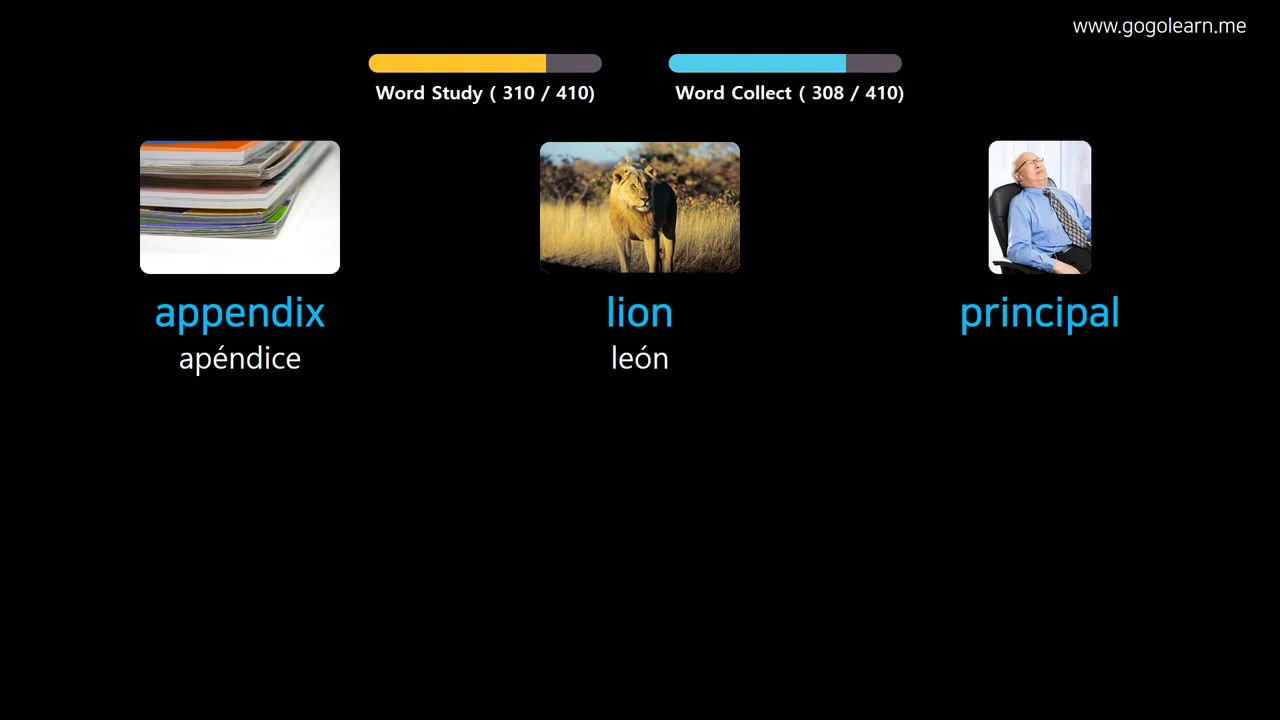 www.gogolearn.me
Word Study ( 310 / 410)
Word Collect ( 308 / 410)
appendix
apéndice
lion
león
principal